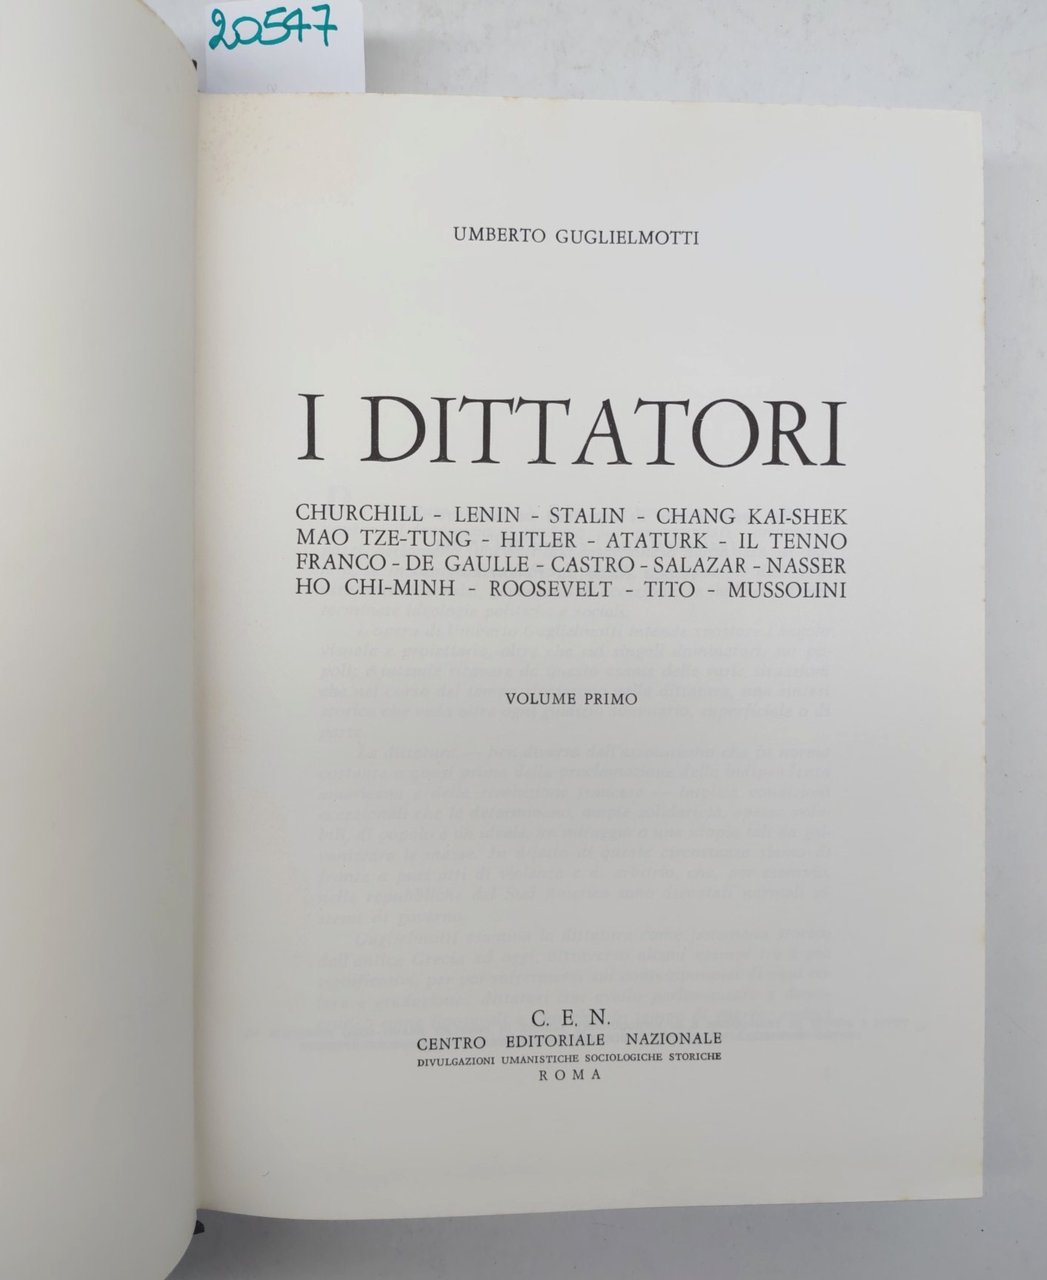 20547
UMBERTO GUGLIELMOTTI
I DITTATORI
CHURCHILL - LENIN - STALIN - CHANG KAI-SHEK
MAO TZE-TUNG - HITLER - ATATURK - IL TENNO
FRANCO - DE GAULLE - CASTRO - SALAZAR - NASSER
HO CHI-MINH - ROOSEVELT - TITO - MUSSOLINI
VOLUME PRIMO
C. E. N.
CENTRO EDITORIALE NAZIONALE
DIVULGAZIONI UMANISTICHE SOCIOLOGICHE STORICHE
ROMA